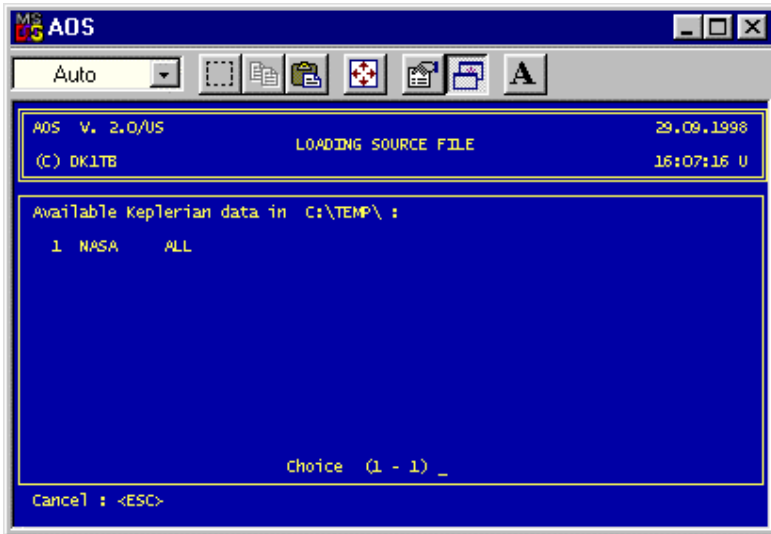 AOS
Auto
A
AOS V. 2.0/US
29.09.1998
LOADING SOURCE FILE
(C) DK1TB
16:07:16 U
Available Keplerian data in C:\TEMP\ :
1 NASA ALL
Choice (1 - 1) _
Cancel : <ESC>